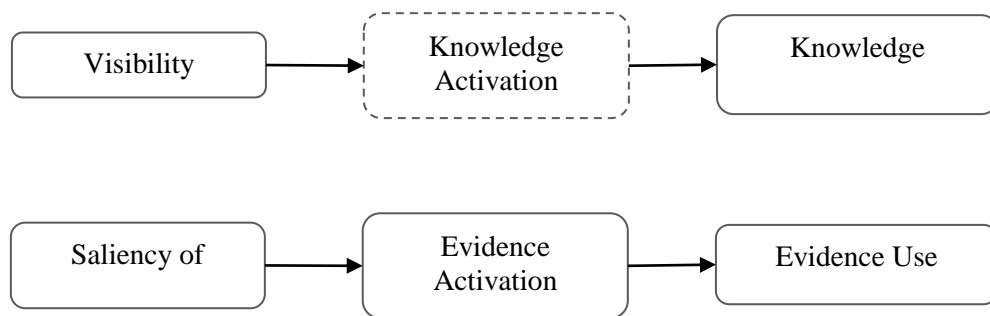 Visibility
Knowledge
Activation
Knowledge
Saliency of
Evidence
Activation
Evidence Use